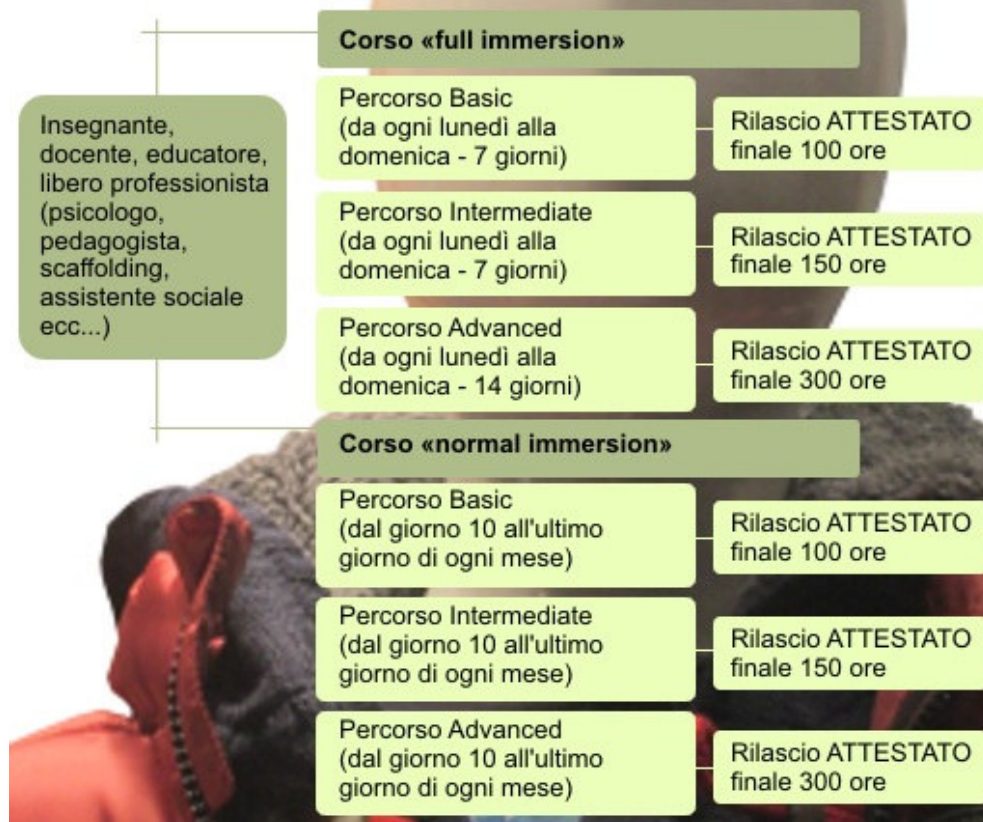 Corso «full immersion»
Insegnante,
docente, educatore,
libero professionista
(psicologo,
pedagogista,
scaffolding,
assistente sociale
ecc...)
Percorso Basic
(da ogni lunedì alla
domenica - 7 giorni)
Rilascio ATTESTATO
finale 100 ore
Percorso Intermediate
(da ogni lunedì alla
domenica - 7 giorni)
Rilascio ATTESTATO
finale 150 ore
Percorso Advanced
(da ogni lunedì alla
domenica - 14 giorni)
Rilascio ATTESTATO
finale 300 ore
Corso «normal immersion»
Percorso Basic
(dal giorno 10 all'ultimo
giorno di ogni mese)
Rilascio ATTESTATO
finale 100 ore
Percorso Intermediate
(dal giorno 10 all'ultimo
giorno di ogni mese)
Rilascio ATTESTATO
finale 150 ore
Percorso Advanced
(dal giorno 10 all'ultimo
giorno di ogni mese)
Rilascio ATTESTATO
finale 300 ore